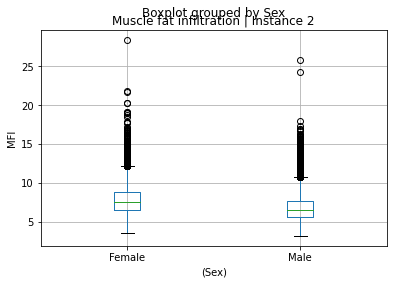 Boxplot grouped by Sex
Muscle fat infiltration | Instance 2
25
20
15
10
5
MFI
Female
Male
(Sex)